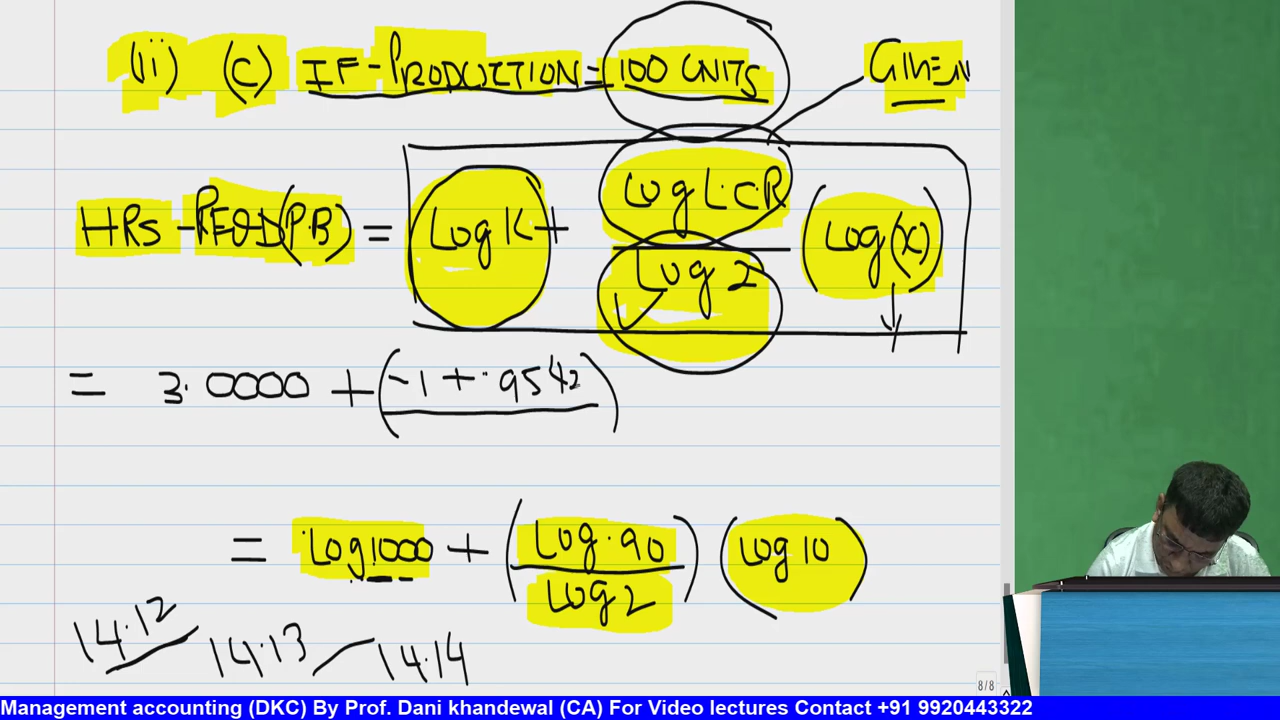 (ii) (C) IF - PRODUCTION = 100 UNITS GIVEN
HRS - REQD (P.B) = Log K + Log L.C.R / Log 2 (Log(x)
= 3.0000 + (-1 + .9542)
= Log 1000 + (Log .90 / Log 2) (Log 10)
14.12 14.13 14.14
8/8
Management accounting (DKC) By Prof. Dani khandewal (CA) For Video lectures Contact +91 9920443322